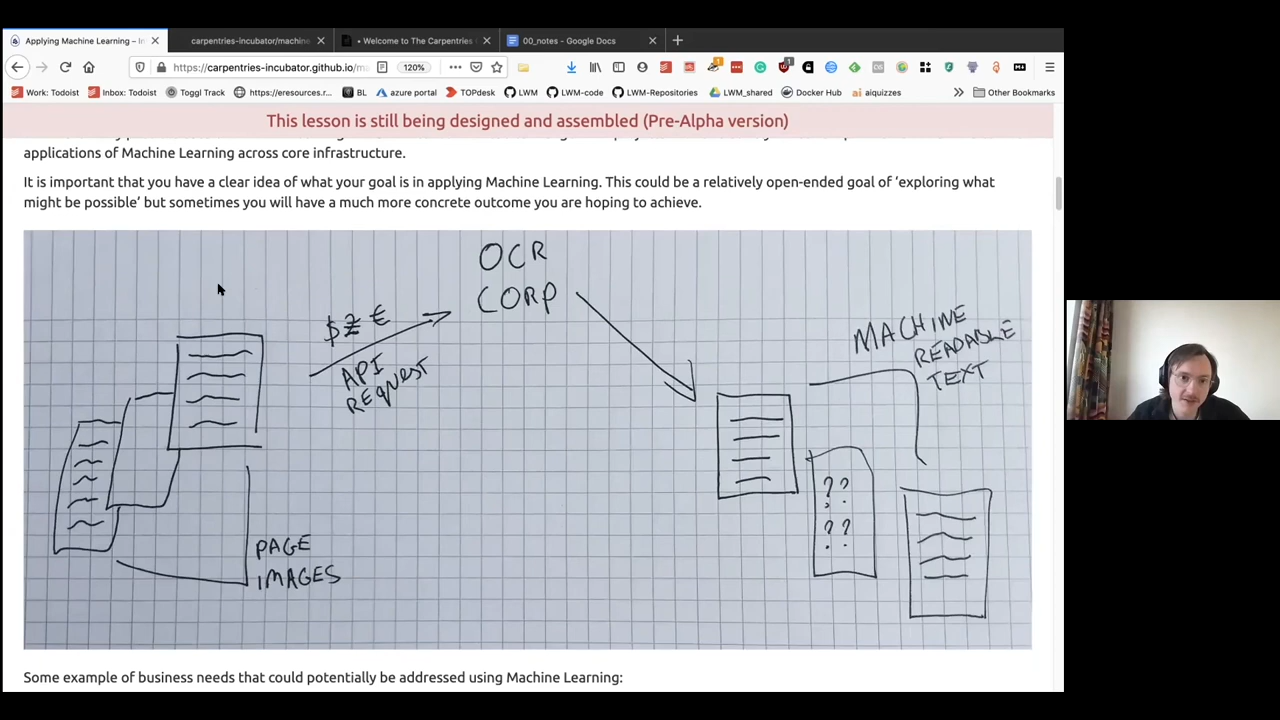 Applying Machine Learning – In
carpentries-incubator/machine
• Welcome to The Carpentries
00_notes - Google Docs
https://carpentries-incubator.github.io/ma
120%
Work: Todoist
Inbox: Todoist
Toggl Track
https://eresources.r...
BL
azure portal
TOPdesk
LWM
LWM-code
LWM-Repositories
LWM_shared
Docker Hub
aiquizzes
Other Bookmarks
This lesson is still being designed and assembled (Pre-Alpha version)
applications of Machine Learning across core infrastructure.
It is important that you have a clear idea of what your goal is in applying Machine Learning. This could be a relatively open-ended goal of ‘exploring what
might be possible’ but sometimes you will have a much more concrete outcome you are hoping to achieve.
OCR
CORP
API
REQUEST
PAGE
IMAGES
MACHINE
READABLE
TEXT
? ?
? ?
Some example of business needs that could potentially be addressed using Machine Learning: